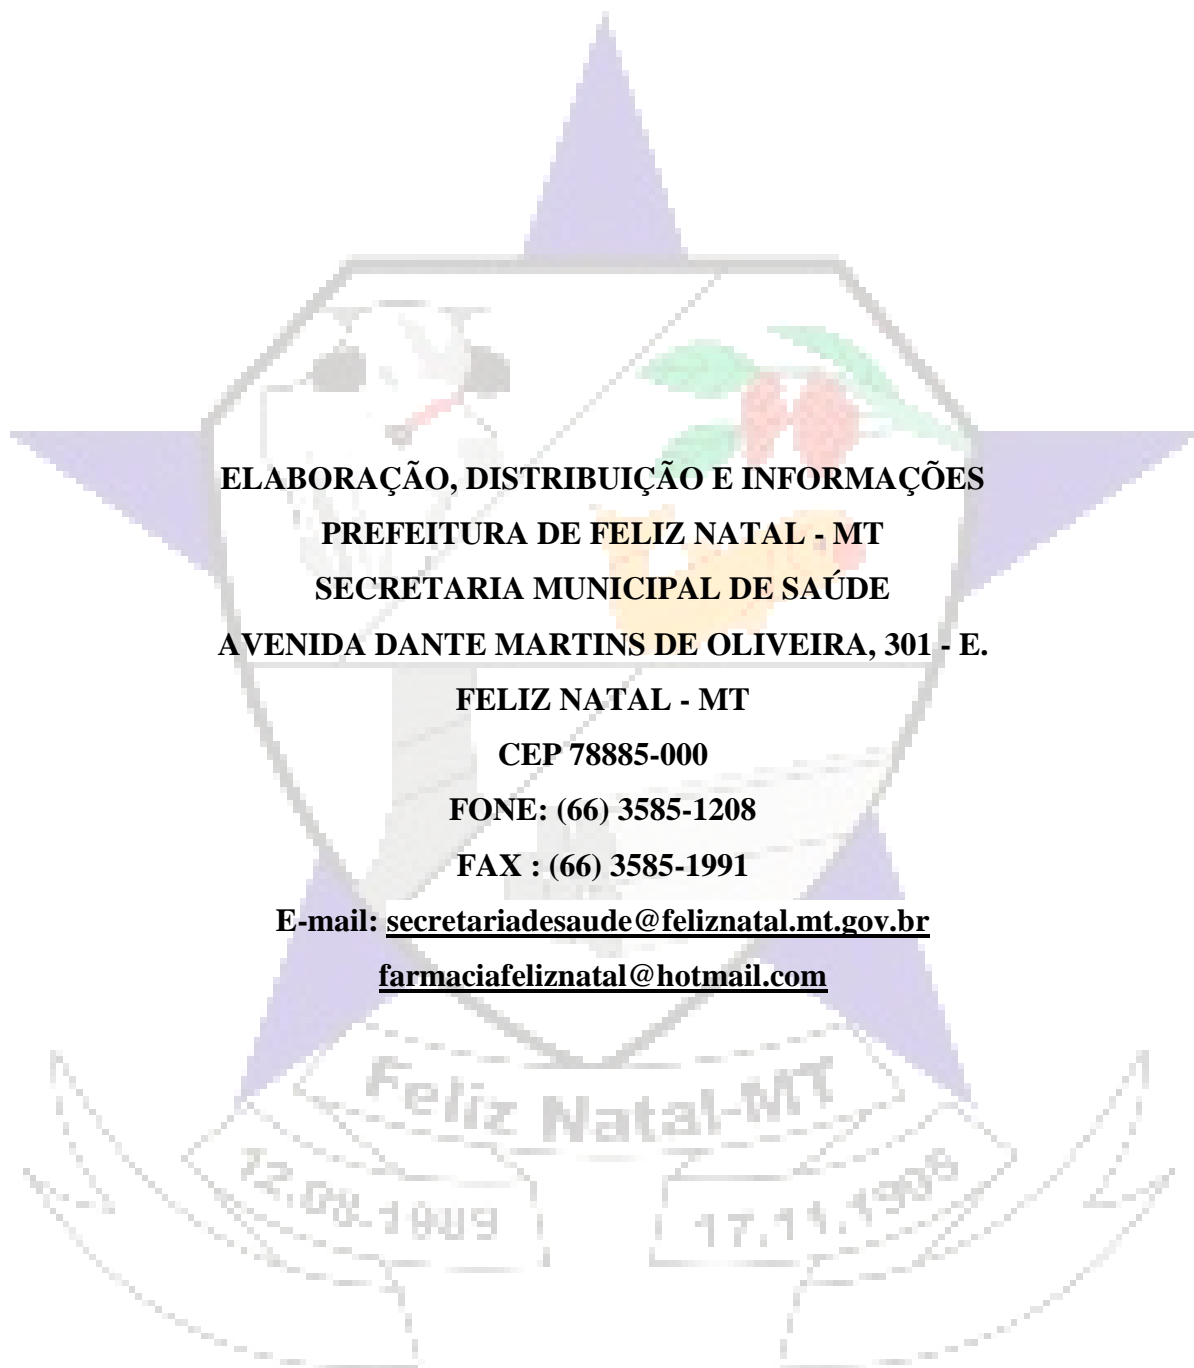 ELABORAÇÃO, DISTRIBUIÇÃO E INFORMAÇÕES
PREFEITURA DE FELIZ NATAL - MT
SECRETARIA MUNICIPAL DE SAÚDE
AVENIDA DANTE MARTINS DE OLIVEIRA, 301 - E.
FELIZ NATAL - MT
CEP 78885-000
FONE: (66) 3585-1208
FAX : (66) 3585-1991
E-mail: secretariadesaude@feliznatal.mt.gov.br
farmaciafeliznatal@hotmail.com
Feliz Natal-MT